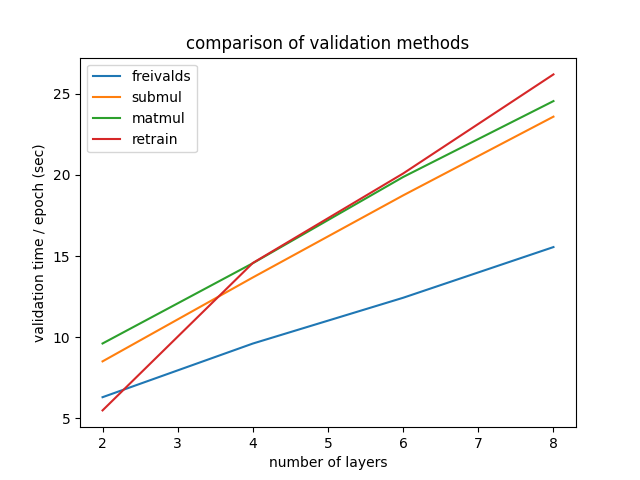 comparison of validation methods
freivalds
submul
matmul
retrain
validation time / epoch (sec)
25
20
15
10
5
2 3 4 5 6 7 8
number of layers